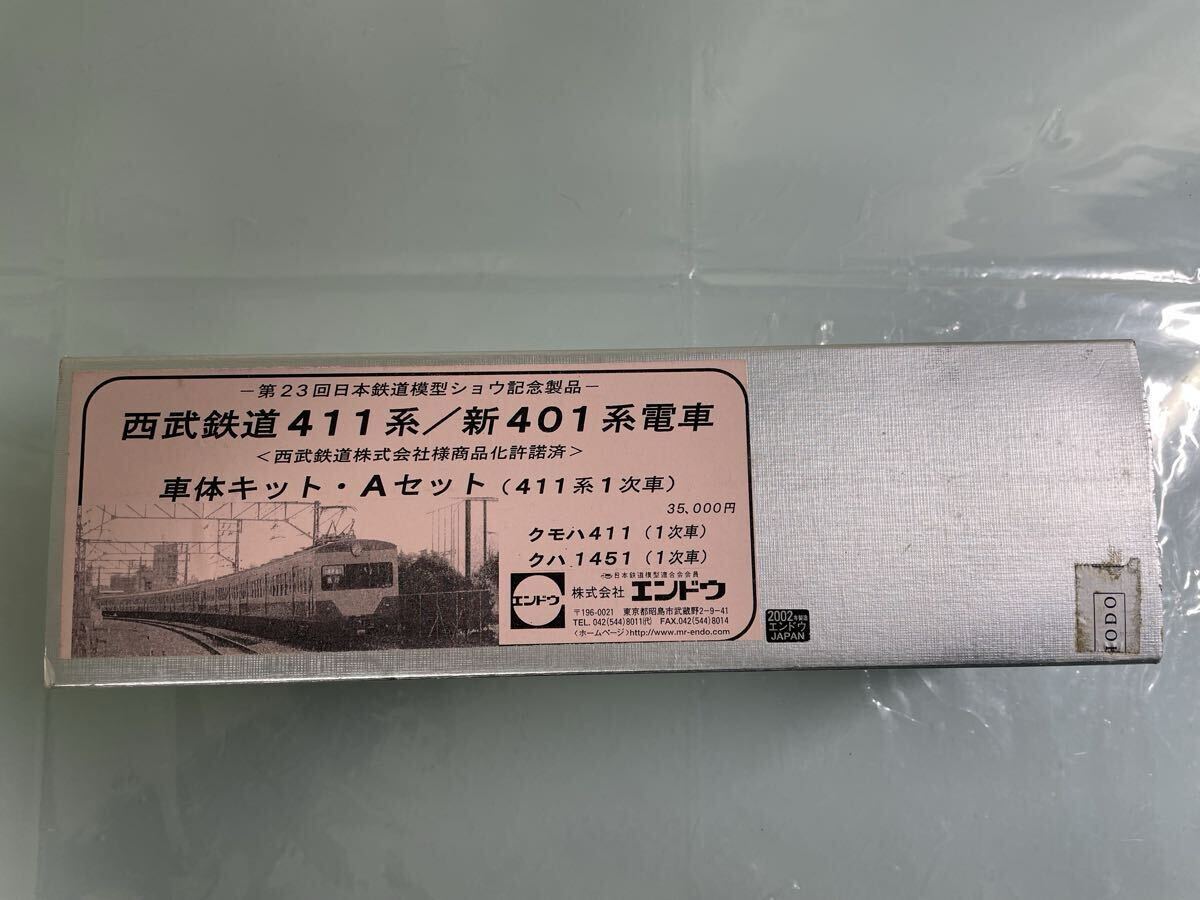 －第23回日本鉄道模型ショウ記念製品－
西武鉄道411系／新401系電車
＜西武鉄道株式会社様商品化許諾済＞
車体キット・Aセット（411系1次車）
35,000円
クモハ411（1次車）
クハ1451（1次車）
日本鉄道模型連合会会員
エンドウ
株式会社 エンドウ
〒196-0021 東京都昭島市武蔵野2-9-41
TEL. 042(544)8011(代) FAX.042(544)8014
〈ホームページ〉http://www.mr-endo.com/
2002年製造
エンドウ
JAPAN